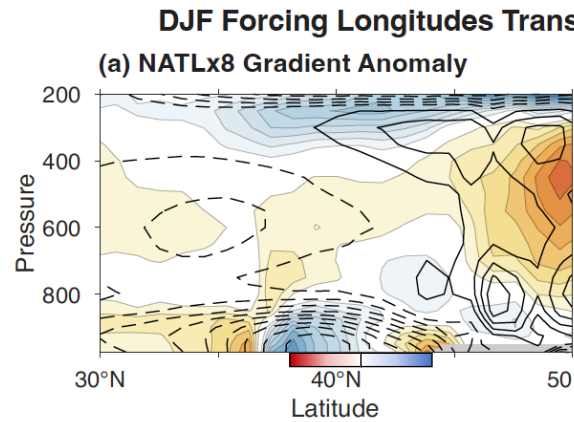 DJF Forcing Longitudes Trans
(a) NATLx8 Gradient Anomaly
200
400
600
800
Pressure
30°N
40°N
50
Latitude